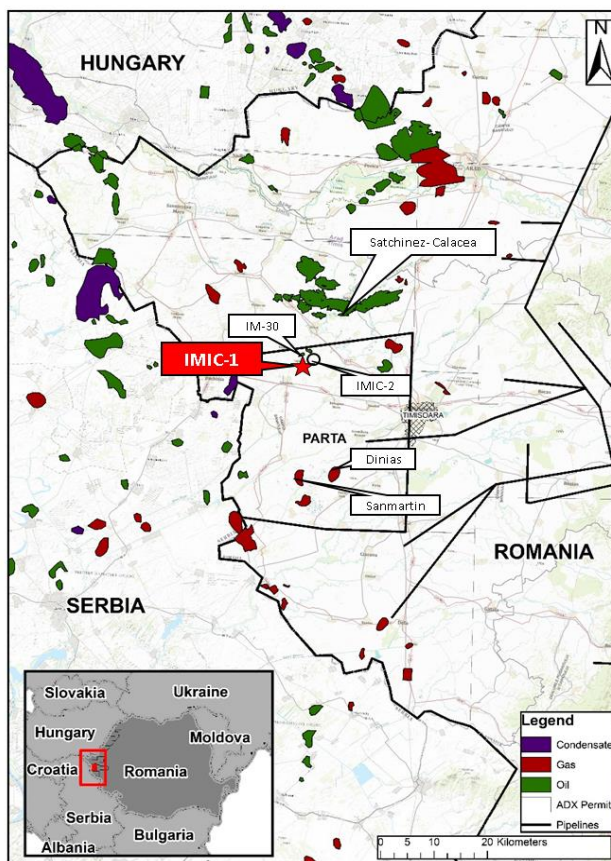 HUNGARY
Satchinez- Calacea
IM-30
IMIC-1
IMIC-2
TIMISOARA
PARTA
Dinias
Sanmartin
ROMANIA
SERBIA
Slovakia
Ukraine
Hungary
Moldova
Croatia
Romania
Serbia
Bulgaria
Albania
Legend
Condensate
Gas
Oil
ADX Permit
Pipelines
0 5 10 20 Kilometers
N